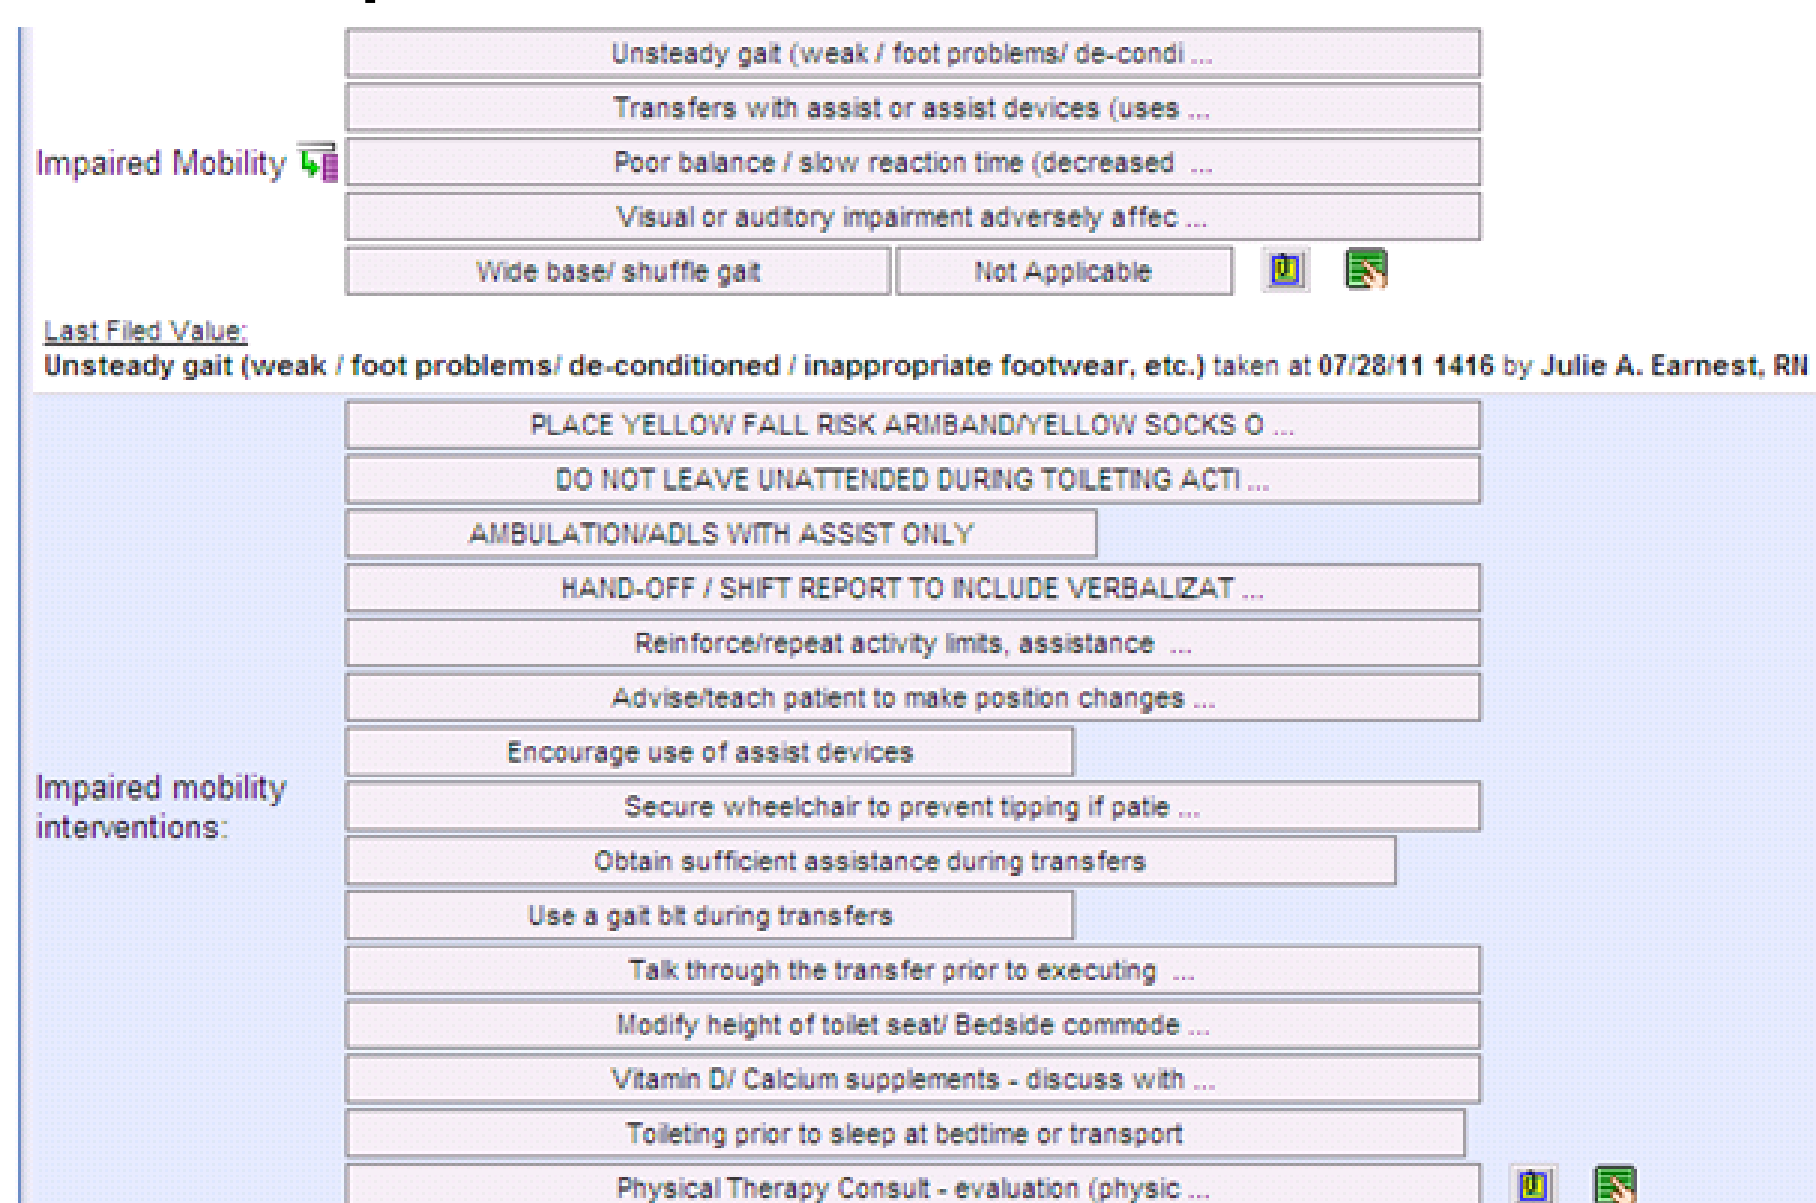 Unsteady gait (weak / foot problems/ de-condi ...
Transfers with assist or assist devices (uses ...
Impaired Mobility
Poor balance / slow reaction time (decreased ...
Visual or auditory impairment adversely affec ...
Wide base/ shuffle gait
Not Applicable
Last Filed Value:
Unsteady gait (weak / foot problems/ de-conditioned / inappropriate footwear, etc.) taken at 07/28/11 1416 by Julie A. Earnest, RN
PLACE YELLOW FALL RISK ARMBAND/YELLOW SOCKS O ...
DO NOT LEAVE UNATTENDED DURING TOILETING ACTI ...
AMBULATION/ADLS WITH ASSIST ONLY
HAND-OFF / SHIFT REPORT TO INCLUDE VERBALIZAT ...
Reinforce/repeat activity limits, assistance ...
Advise/teach patient to make position changes ...
Encourage use of assist devices
Impaired mobility
interventions:
Secure wheelchair to prevent tipping if patie ...
Obtain sufficient assistance during transfers
Use a gait blt during transfers
Talk through the transfer prior to executing ...
Modify height of toilet seat/ Bedside commode ...
Vitamin D/ Calcium supplements - discuss with ...
Toileting prior to sleep at bedtime or transport
Physical Therapy Consult - evaluation (physic ...